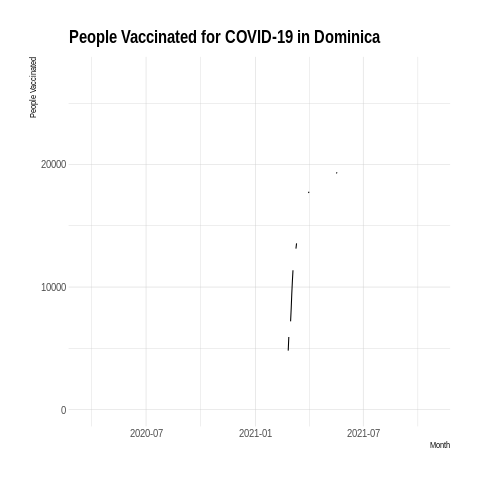 People Vaccinated for COVID-19 in Dominica
People Vaccinated
20000
10000
0
2020-07
2021-01
2021-07
Month